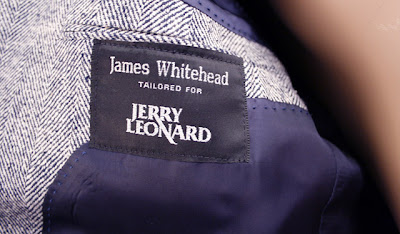 James Whitehead
TAILORED FOR
JERRY
LEONARD